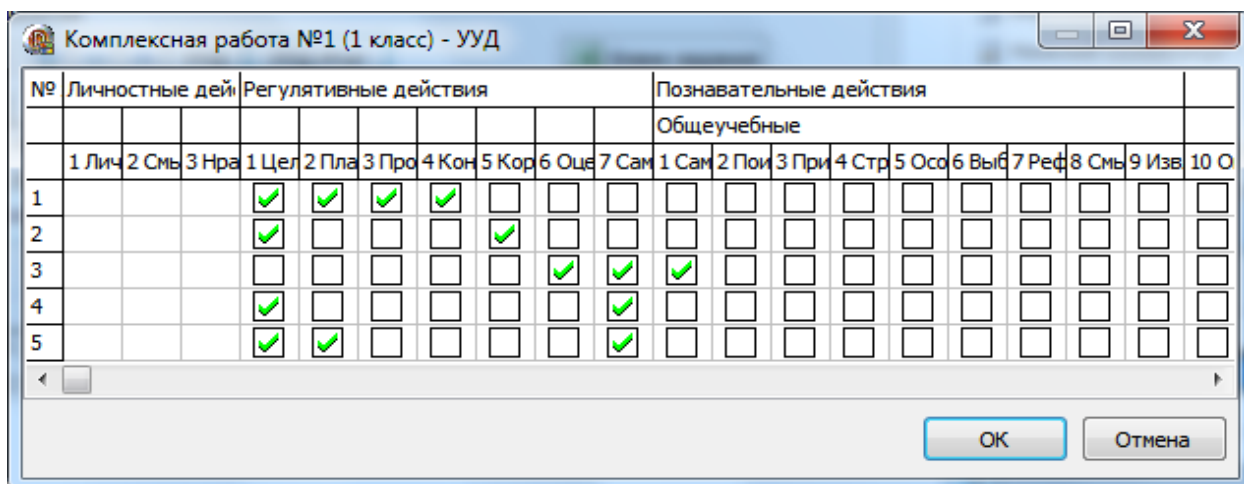 Комплексная работа №1 (1 класс) - УУД
№ Личностные дей Регулятивные действия Познавательные действия
Общеучебные
1 Лич 2 Смы 3 Нра 1 Цел 2 Пла 3 Про 4 Кон 5 Кор 6 Оце 7 Сам 1 Сам 2 Пои 3 При 4 Стр 5 Осо 6 Выб 7 Реф 8 Смы 9 Изв 10 О
1
2
3
4
5
ОК Отмена